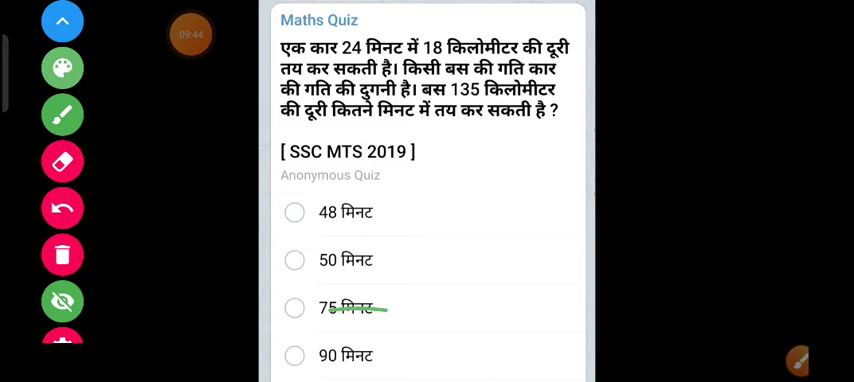 09:44
Maths Quiz
एक कार 24 मिनट में 18 किलोमीटर की दूरी
तय कर सकती है। किसी बस की गति कार
की गति की दुगनी है। बस 135 किलोमीटर
की दूरी कितने मिनट में तय कर सकती है ?
[ SSC MTS 2019 ]
Anonymous Quiz
48 मिनट
50 मिनट
75 मिनट
90 मिनट